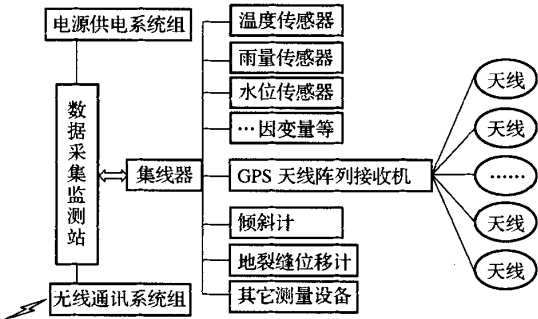 电源供电系统组
数据采集监测站
无线通讯系统组
集线器
温度传感器
雨量传感器
水位传感器
…因变量等
GPS 天线阵列接收机
倾斜计
地裂缝位移计
其它测量设备
天线
天线
……
天线
天线